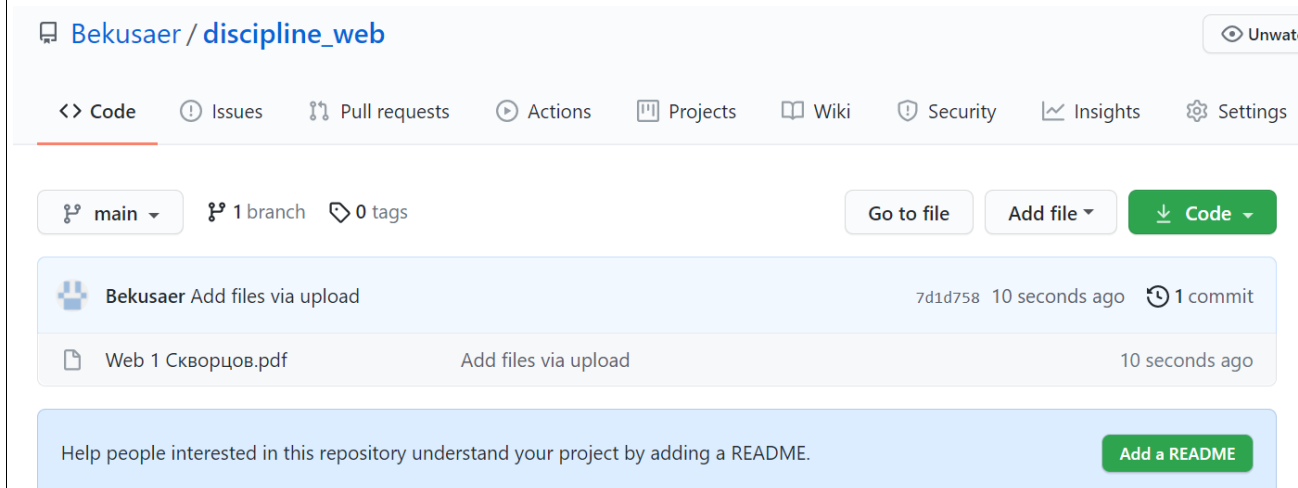 Bekusaer / discipline_web
Unwat
Code Issues Pull requests Actions Projects Wiki Security Insights Settings
main 1 branch 0 tags Go to file Add file Code
Bekusaer Add files via upload 7d1d758 10 seconds ago 1 commit
Web 1 Скворцов.pdf Add files via upload 10 seconds ago
Help people interested in this repository understand your project by adding a README. Add a README